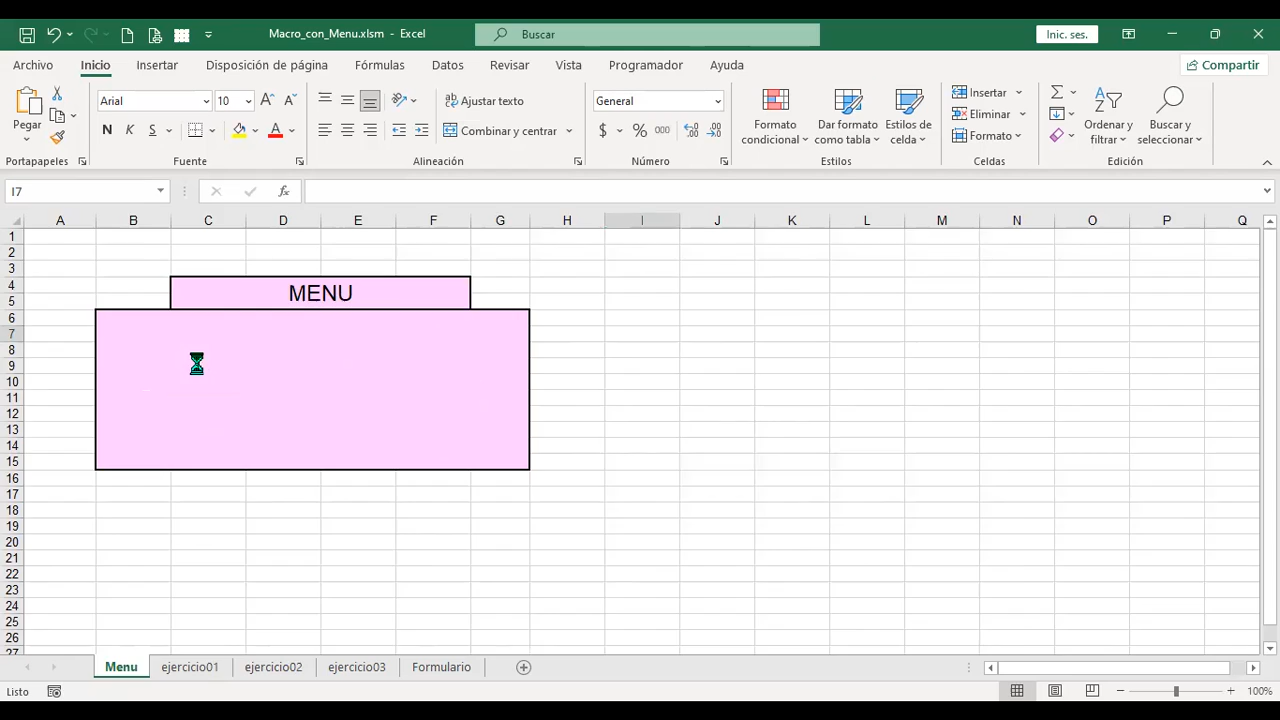 Macro_con_Menu.xlsm - Excel
Buscar
Inic. ses.
Archivo Inicio Insertar Disposición de página Fórmulas Datos Revisar Vista Programador Ayuda
Compartir
Pegar
Portapapeles
Arial 10
N K S
Fuente
Ajustar texto
Combinar y centrar
Alineación
General
$ % 000
Número
Formato condicional
Dar formato como tabla
Estilos de celda
Estilos
Insertar
Eliminar
Formato
Celdas
Ordenar y filtrar
Buscar y seleccionar
Edición
I7
fx
A B C D E F G H I J K L M N O P Q
1
2
3
4
MENU
5
6
7
8
9
10
11
12
13
14
15
16
17
18
19
20
21
22
23
24
25
26
27
Menu ejercicio01 ejercicio02 ejercicio03 Formulario
Listo
100%